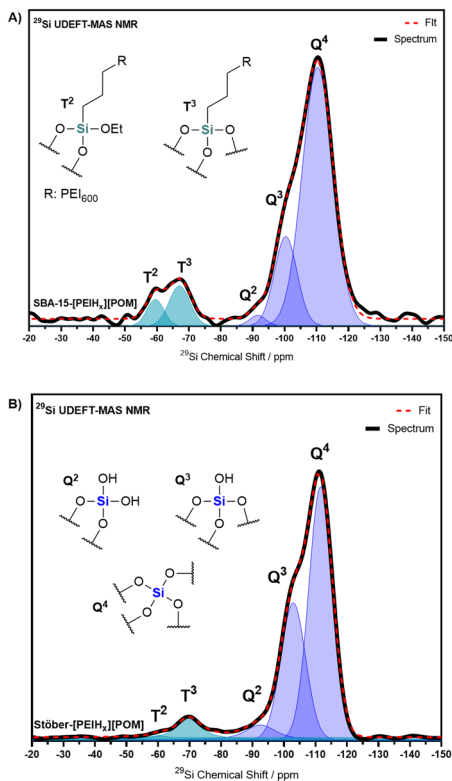 A)
²⁹Si UDEFT-MAS NMR
Fit
Spectrum
Q⁴
R
R
T²
T³
O
Si
OEt
O
O
Si
O
O
O
R: PEI₆₀₀
Q³
T²
T³
Q²
SBA-15-[PEIHₓ][POM]
-20 -30 -40 -50 -60 -70 -80 -90 -100 -110 -120 -130 -140 -150
²⁹Si Chemical Shift / ppm
B)
²⁹Si UDEFT-MAS NMR
Fit
Spectrum
Q⁴
Q²
OH
Q³
OH
O
Si
OH
O
O
Si
O
O
O
Q³
Q⁴
O
O
Si
O
O
T²
T³
Q²
Stöber-[PEIHₓ][POM]
-20 -30 -40 -50 -60 -70 -80 -90 -100 -110 -120 -130 -140 -150
²⁹Si Chemical Shift / ppm